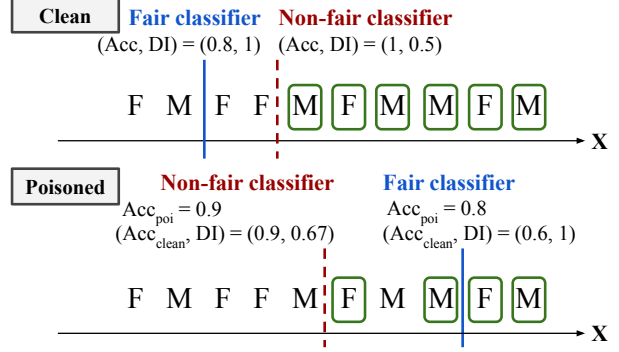 Clean
Fair classifier
Non-fair classifier
(Acc, DI) = (0.8, 1)
(Acc, DI) = (1, 0.5)
F M F F M F M M F M
X
Poisoned
Non-fair classifier
Fair classifier
Acc_poi = 0.9
Acc_poi = 0.8
(Acc_clean, DI) = (0.9, 0.67)
(Acc_clean, DI) = (0.6, 1)
F M F F M F M M F M
X